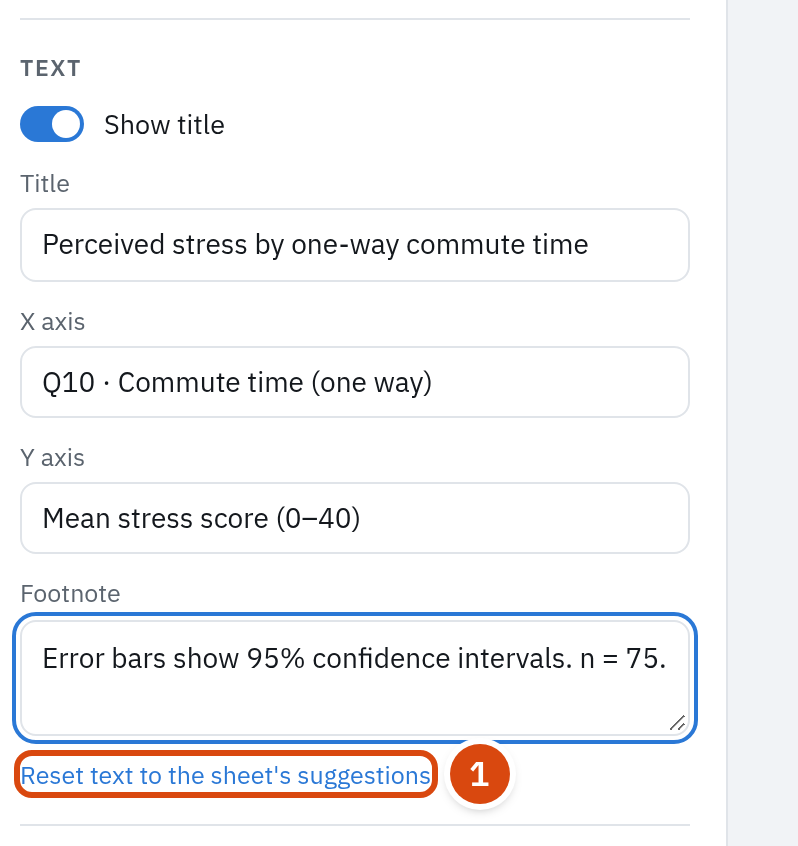 TEXT
Show title
Title
Perceived stress by one-way commute time
X axis
Q10 · Commute time (one way)
Y axis
Mean stress score (0–40)
Footnote
Error bars show 95% confidence intervals. n = 75.
Reset text to the sheet's suggestions
1